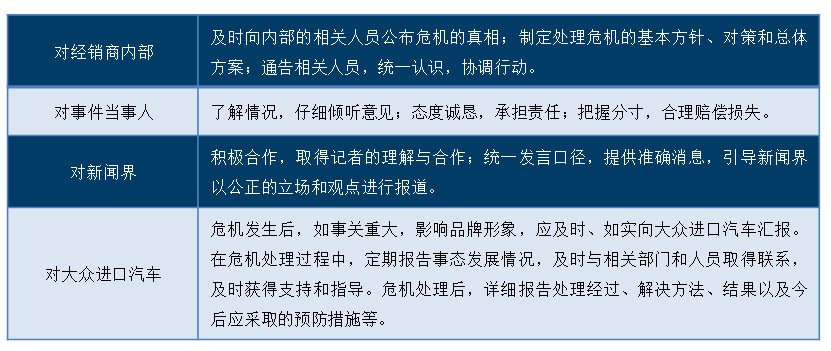 对经销商内部
及时向内部的相关人员公布危机的真相；制定处理危机的基本方针、对策和总体
方案；通告相关人员，统一认识，协调行动。
对事件当事人
了解情况，仔细倾听意见；态度诚恳，承担责任；把握分寸，合理赔偿损失。
对新闻界
积极合作，取得记者的理解与合作；统一发言口径，提供准确消息，引导新闻界
以公正的立场和观点进行报道。
对大众进口汽车
危机发生后，如事关重大，影响品牌形象，应及时、如实向大众进口汽车汇报。
在危机处理过程中，定期报告事态发展情况，及时与相关部门和人员取得联系，
及时获得支持和指导。危机处理后，详细报告处理经过、解决方法、结果以及今
后应采取的预防措施等。